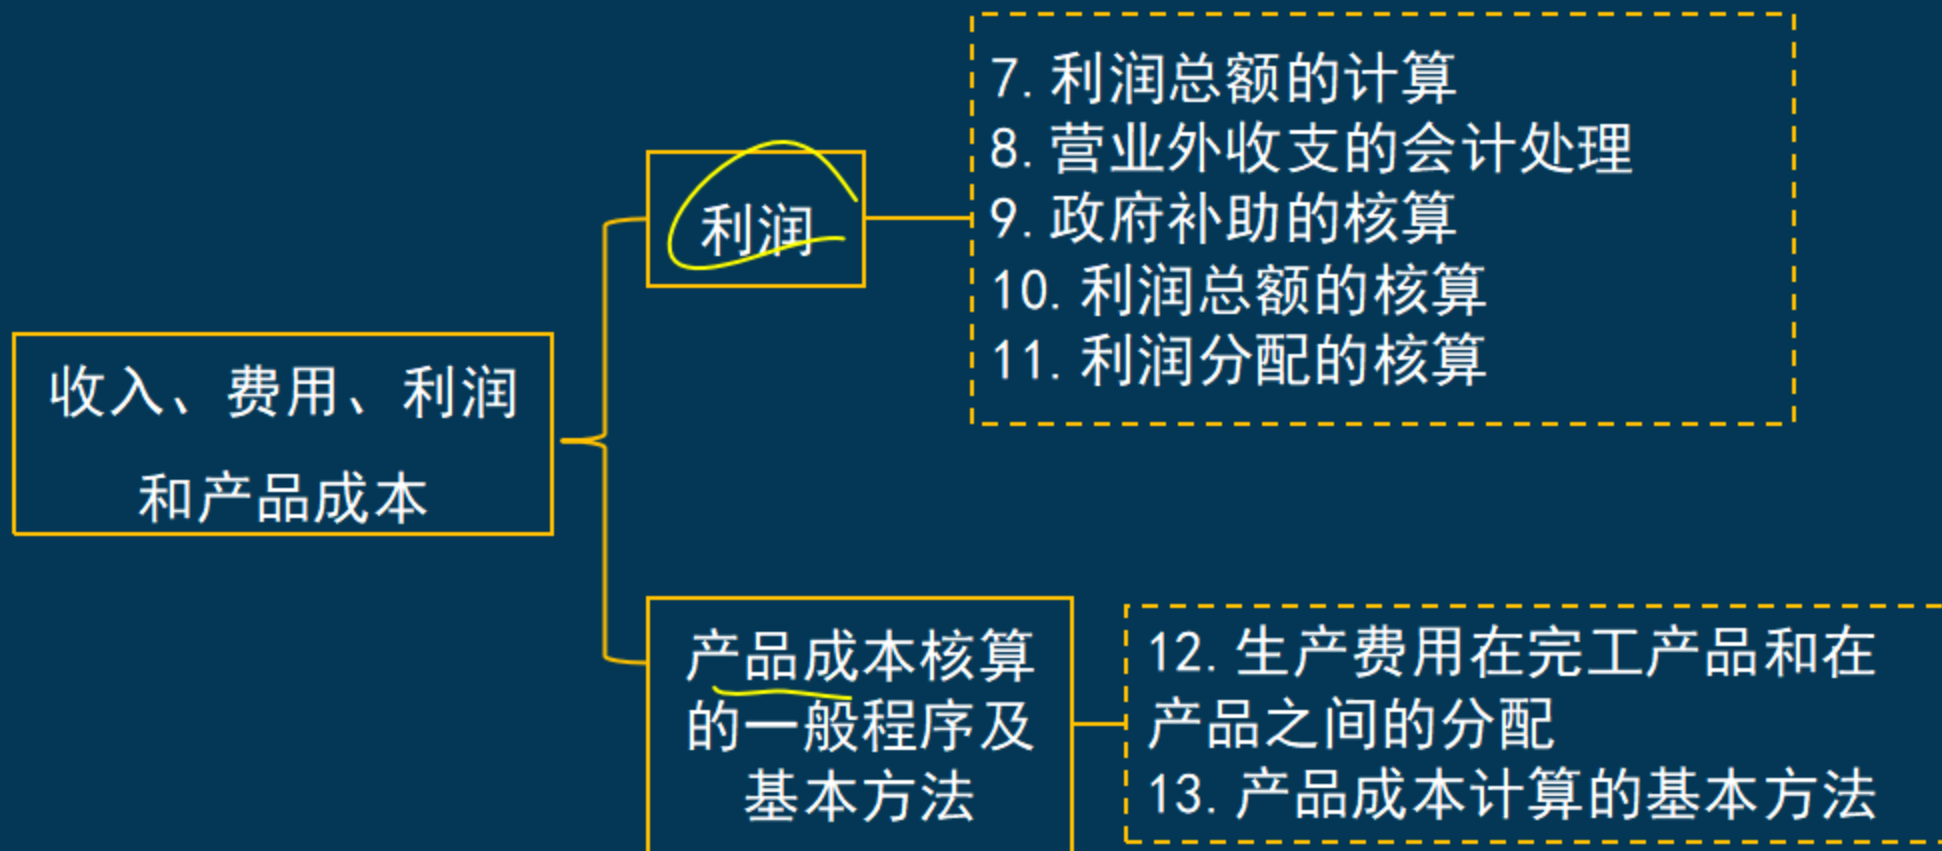 收入、费用、利润
和产品成本
利润
7. 利润总额的计算
8. 营业外收支的会计处理
9. 政府补助的核算
10. 利润总额的核算
11. 利润分配的核算
产品成本核算
的一般程序及
基本方法
12. 生产费用在完工产品和在
产品之间的分配
13. 产品成本计算的基本方法